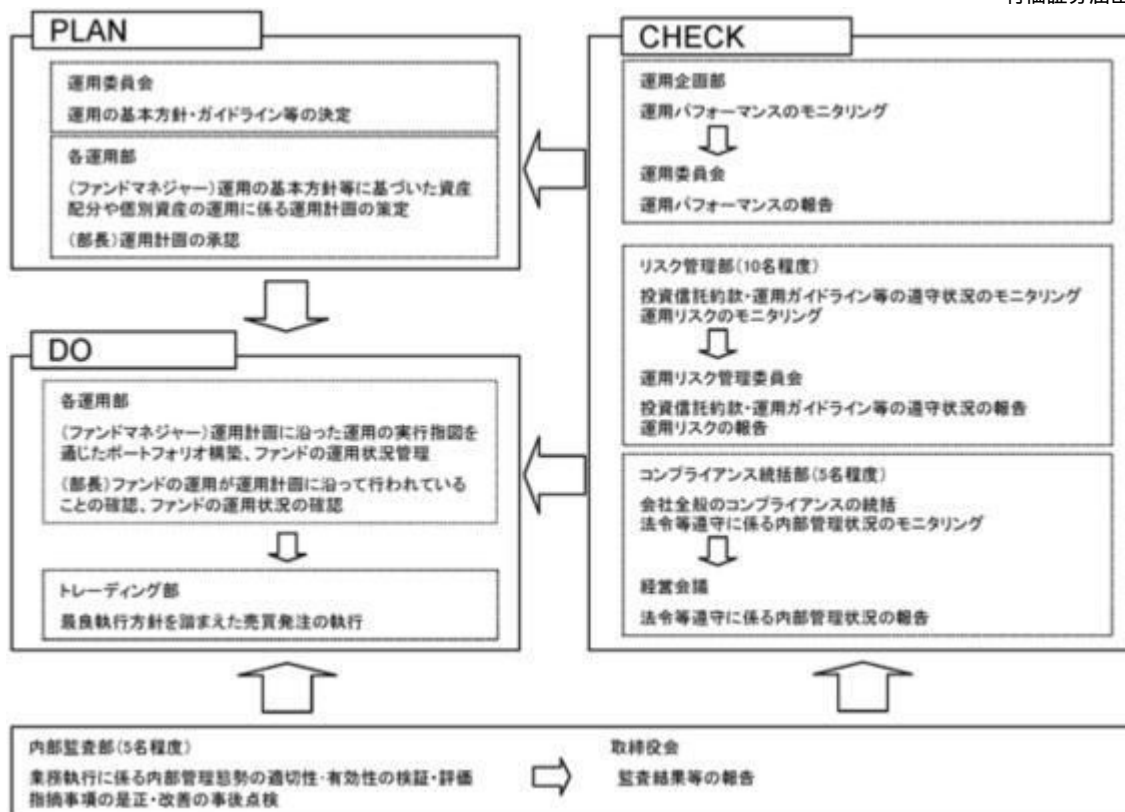 PLAN
運用委員会
運用の基本方針・ガイドライン等の決定
各運用部
(ファンドマネジャー)運用の基本方針等に基づいた資産
配分や個別資産の運用に係る運用計画の策定
(部長)運用計画の承認
DO
各運用部
(ファンドマネジャー)運用計画に沿った運用の実行指図を
通じたポートフォリオ構築、ファンドの運用状況管理
(部長)ファンドの運用が運用計画に沿って行われている
ことの確認、ファンドの運用状況の確認
トレーディング部
最良執行方針を踏まえた売買発注の執行
CHECK
運用企画部
運用パフォーマンスのモニタリング
運用委員会
運用パフォーマンスの報告
リスク管理部(10名程度)
投資信託約款・運用ガイドライン等の遵守状況のモニタリング
運用リスクのモニタリング
運用リスク管理委員会
投資信託約款・運用ガイドライン等の遵守状況の報告
運用リスクの報告
コンプライアンス統括部(5名程度)
会社全般のコンプライアンスの統括
法令等遵守に係る内部管理状況のモニタリング
経営会議
法令等遵守に係る内部管理状況の報告
内部監査部(5名程度)
業務執行に係る内部管理態勢の適切性・有効性の検証・評価
指摘事項の是正・改善の事後点検
取締役会
監査結果等の報告